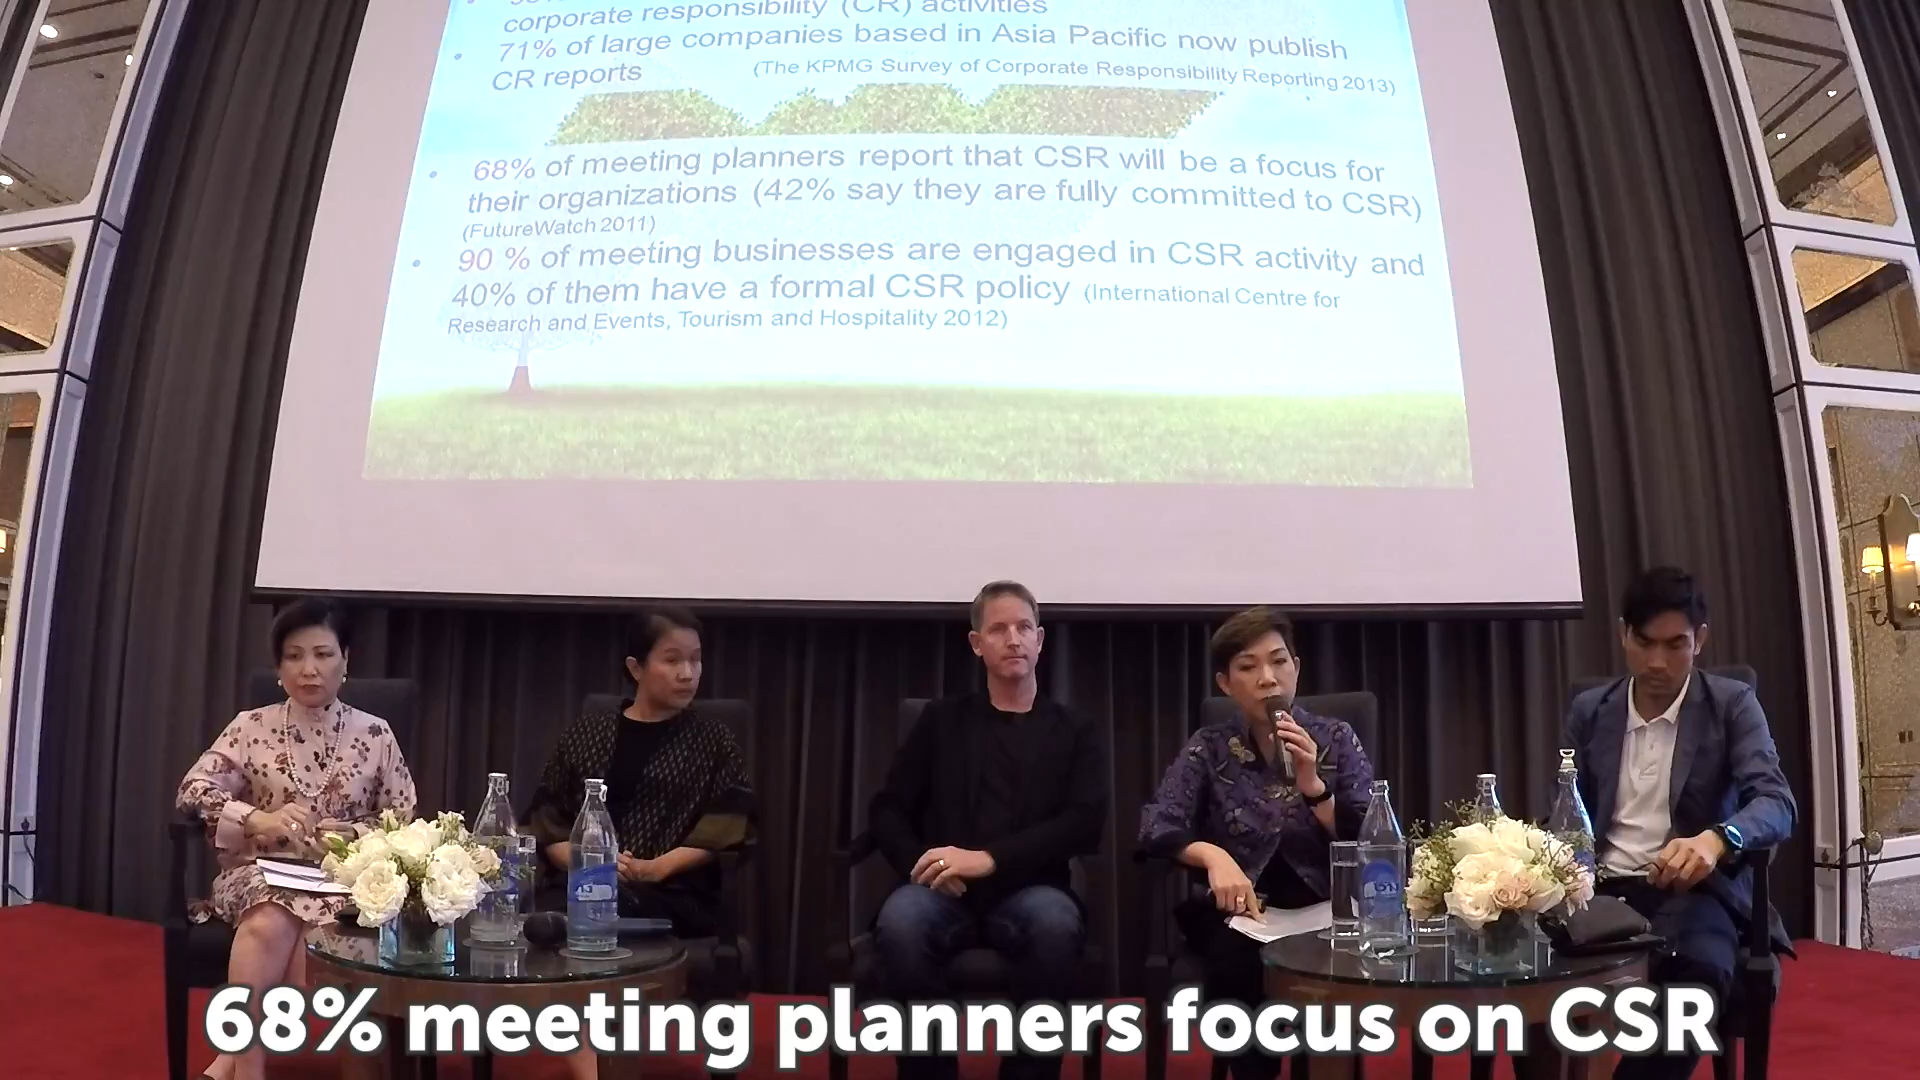 corporate responsibility (CR) activities
• 71% of large companies based in Asia Pacific now publish
CR reports (The KPMG Survey of Corporate Responsibility Reporting 2013)
• 68% of meeting planners report that CSR will be a focus for
their organizations (42% say they are fully committed to CSR)
(FutureWatch 2011)
• 90 % of meeting businesses are engaged in CSR activity and
40% of them have a formal CSR policy (International Centre for
Research and Events, Tourism and Hospitality 2012)
68% meeting planners focus on CSR